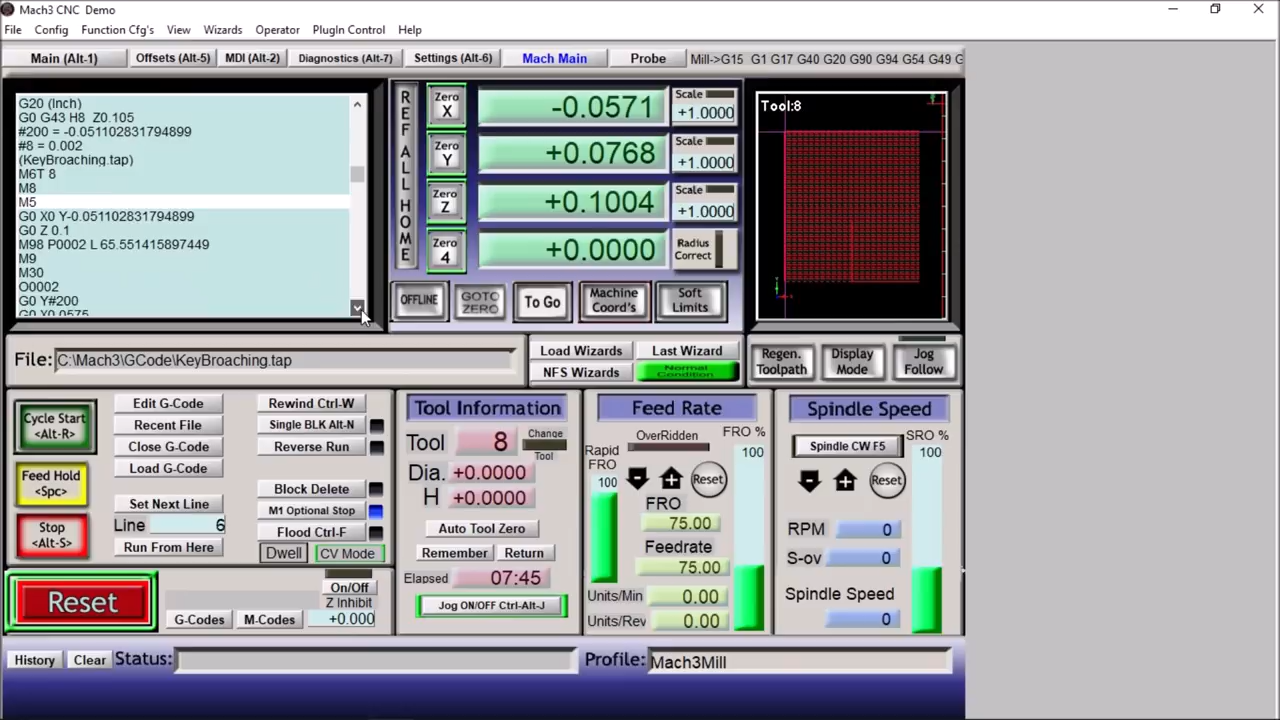 Mach3 CNC Demo
File Config Function Cfg's View Wizards Operator PlugIn Control Help
Main (Alt-1) Offsets (Alt-5) MDI (Alt-2) Diagnostics (Alt-7) Settings (Alt-6) Mach Main Probe Mill->G15 G1 G17 G40 G20 G90 G94 G54 G49 G
G20 (Inch)
G0 G43 H8 Z0.105
#200 = -0.051102831794899
#8 = 0.002
(KeyBroaching.tap)
M6T 8
M8
M5
G0 X0 Y-0.051102831794899
G0 Z 0.1
M98 P0002 L 65.551415897449
M9
M30
O0002
G0 Y#200
G0 X0.0575
REF ALL HOME
Zero X -0.0571 Scale +1.0000
Zero Y +0.0768 Scale +1.0000
Zero Z +0.1004 Scale +1.0000
Zero 4 +0.0000 Radius Correct
OFFLINE GOTO ZERO To Go Machine Coord's Soft Limits
Tool:8
File: C:\Mach3\GCode\KeyBroaching.tap
Load Wizards Last Wizard
NFS Wizards Normal Condition
Regen. Toolpath Display Mode Jog Follow
Cycle Start <Alt-R>
Feed Hold <Spc>
Stop <Alt-S>
Edit G-Code
Recent File
Close G-Code
Load G-Code
Set Next Line
Line 6
Run From Here
Rewind Ctrl-W
Single BLK Alt-N
Reverse Run
Block Delete
M1 Optional Stop
Flood Ctrl-F
Dwell CV Mode
Reset
G-Codes M-Codes
On/Off
Z Inhibit
+0.000
Tool Information
Tool 8 Change Tool
Dia. +0.0000
H +0.0000
Auto Tool Zero
Remember Return
Elapsed 07:45
Jog ON/OFF Ctrl-Alt-J
Feed Rate
OverRidden FRO %
Rapid FRO 100 Reset 100
FRO
75.00
Feedrate
75.00
Units/Min 0.00
Units/Rev 0.00
Spindle Speed
Spindle CW F5 SRO %
Reset 100
RPM 0
S-ov 0
Spindle Speed
0
History Clear Status: Profile: Mach3Mill